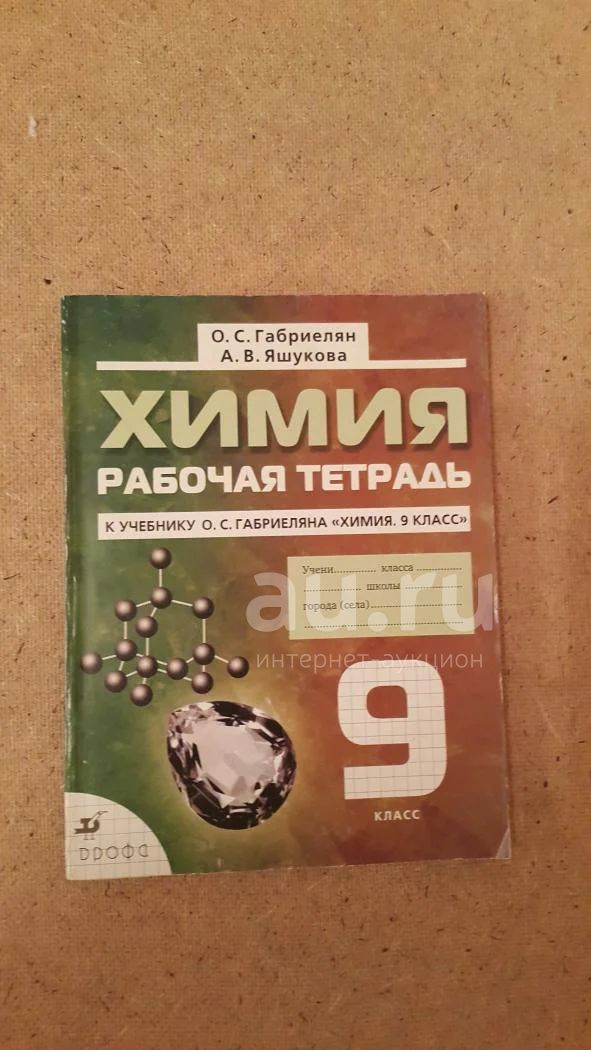 О. С. Габриелян
А. В. Яшукова
ХИМИЯ
РАБОЧАЯ ТЕТРАДЬ
К УЧЕБНИКУ О. С. ГАБРИЕЛЯНА «ХИМИЯ. 9 КЛАСС»
Учени............ класса ............
............ школы ............
города (села)............
au.ru
интернет-аукцион
9
КЛАСС
ДРОФА